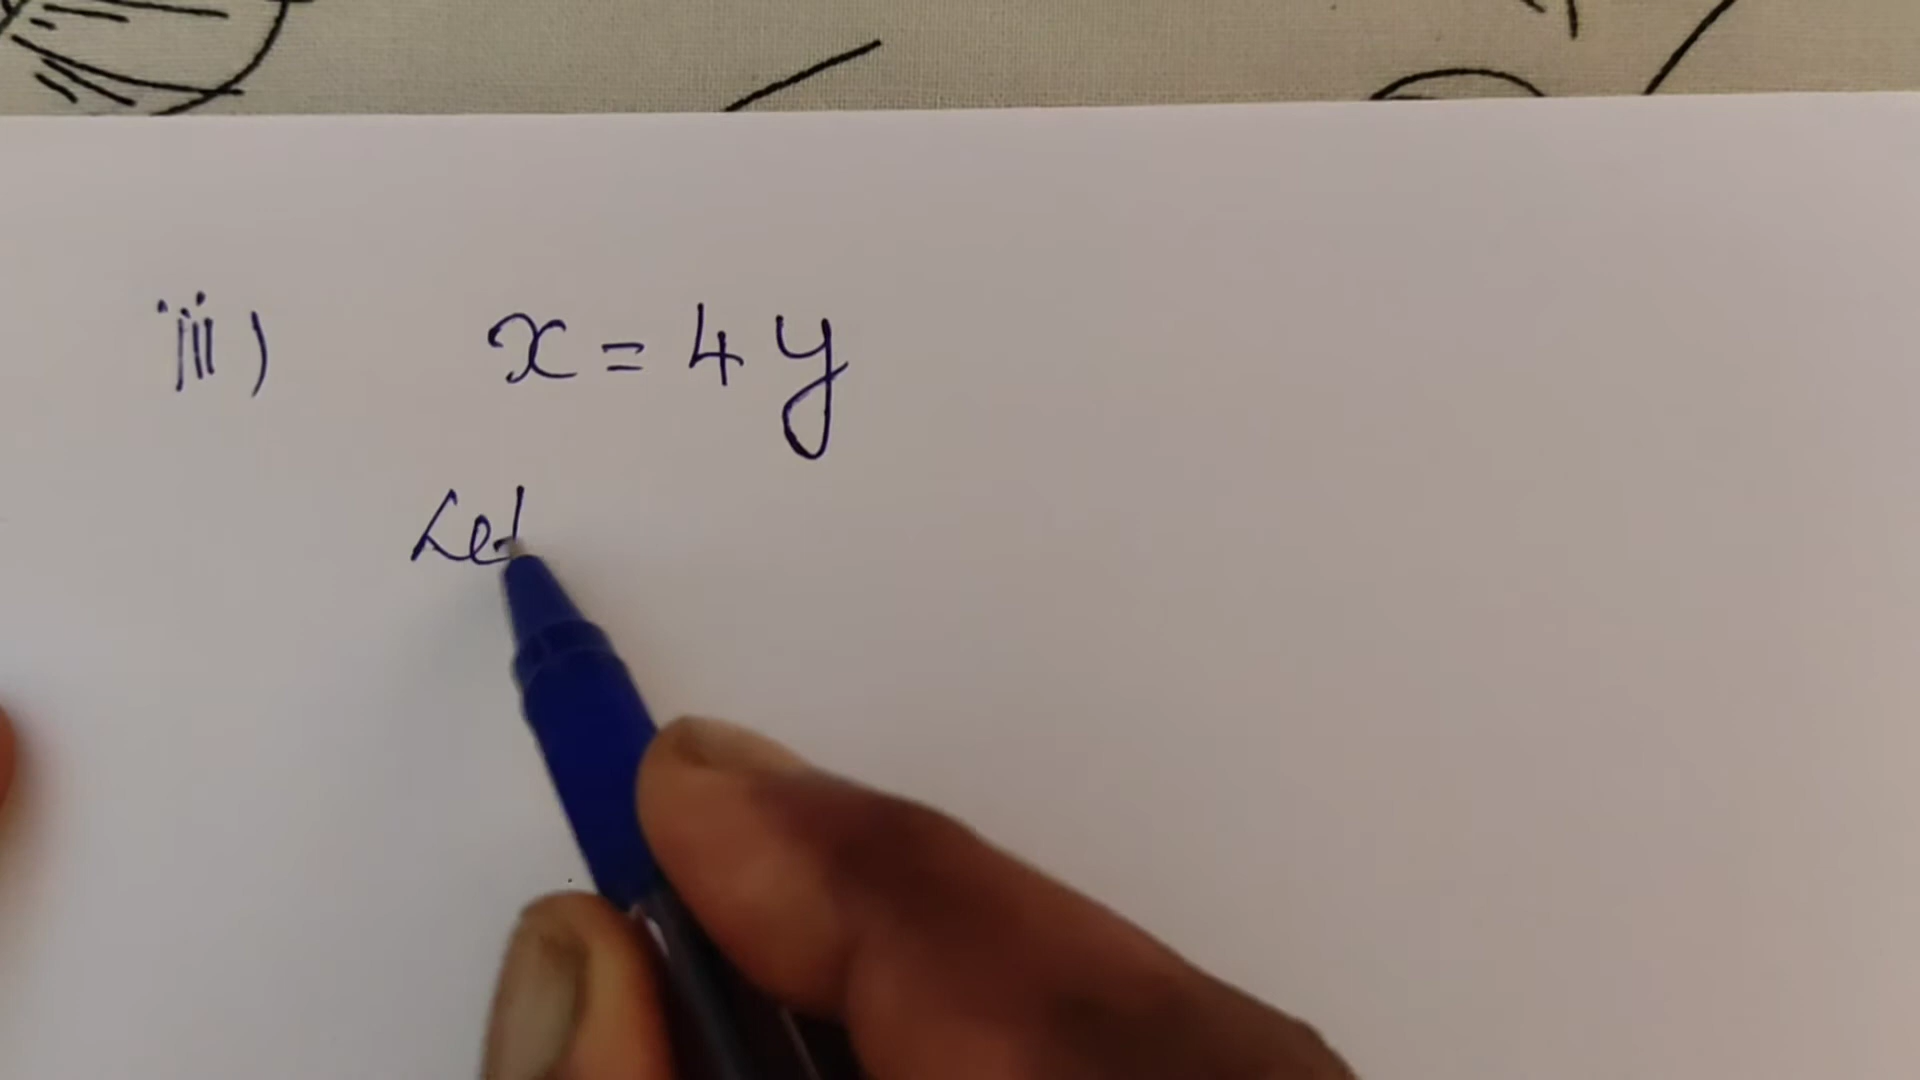 iii) x = 4y
Let